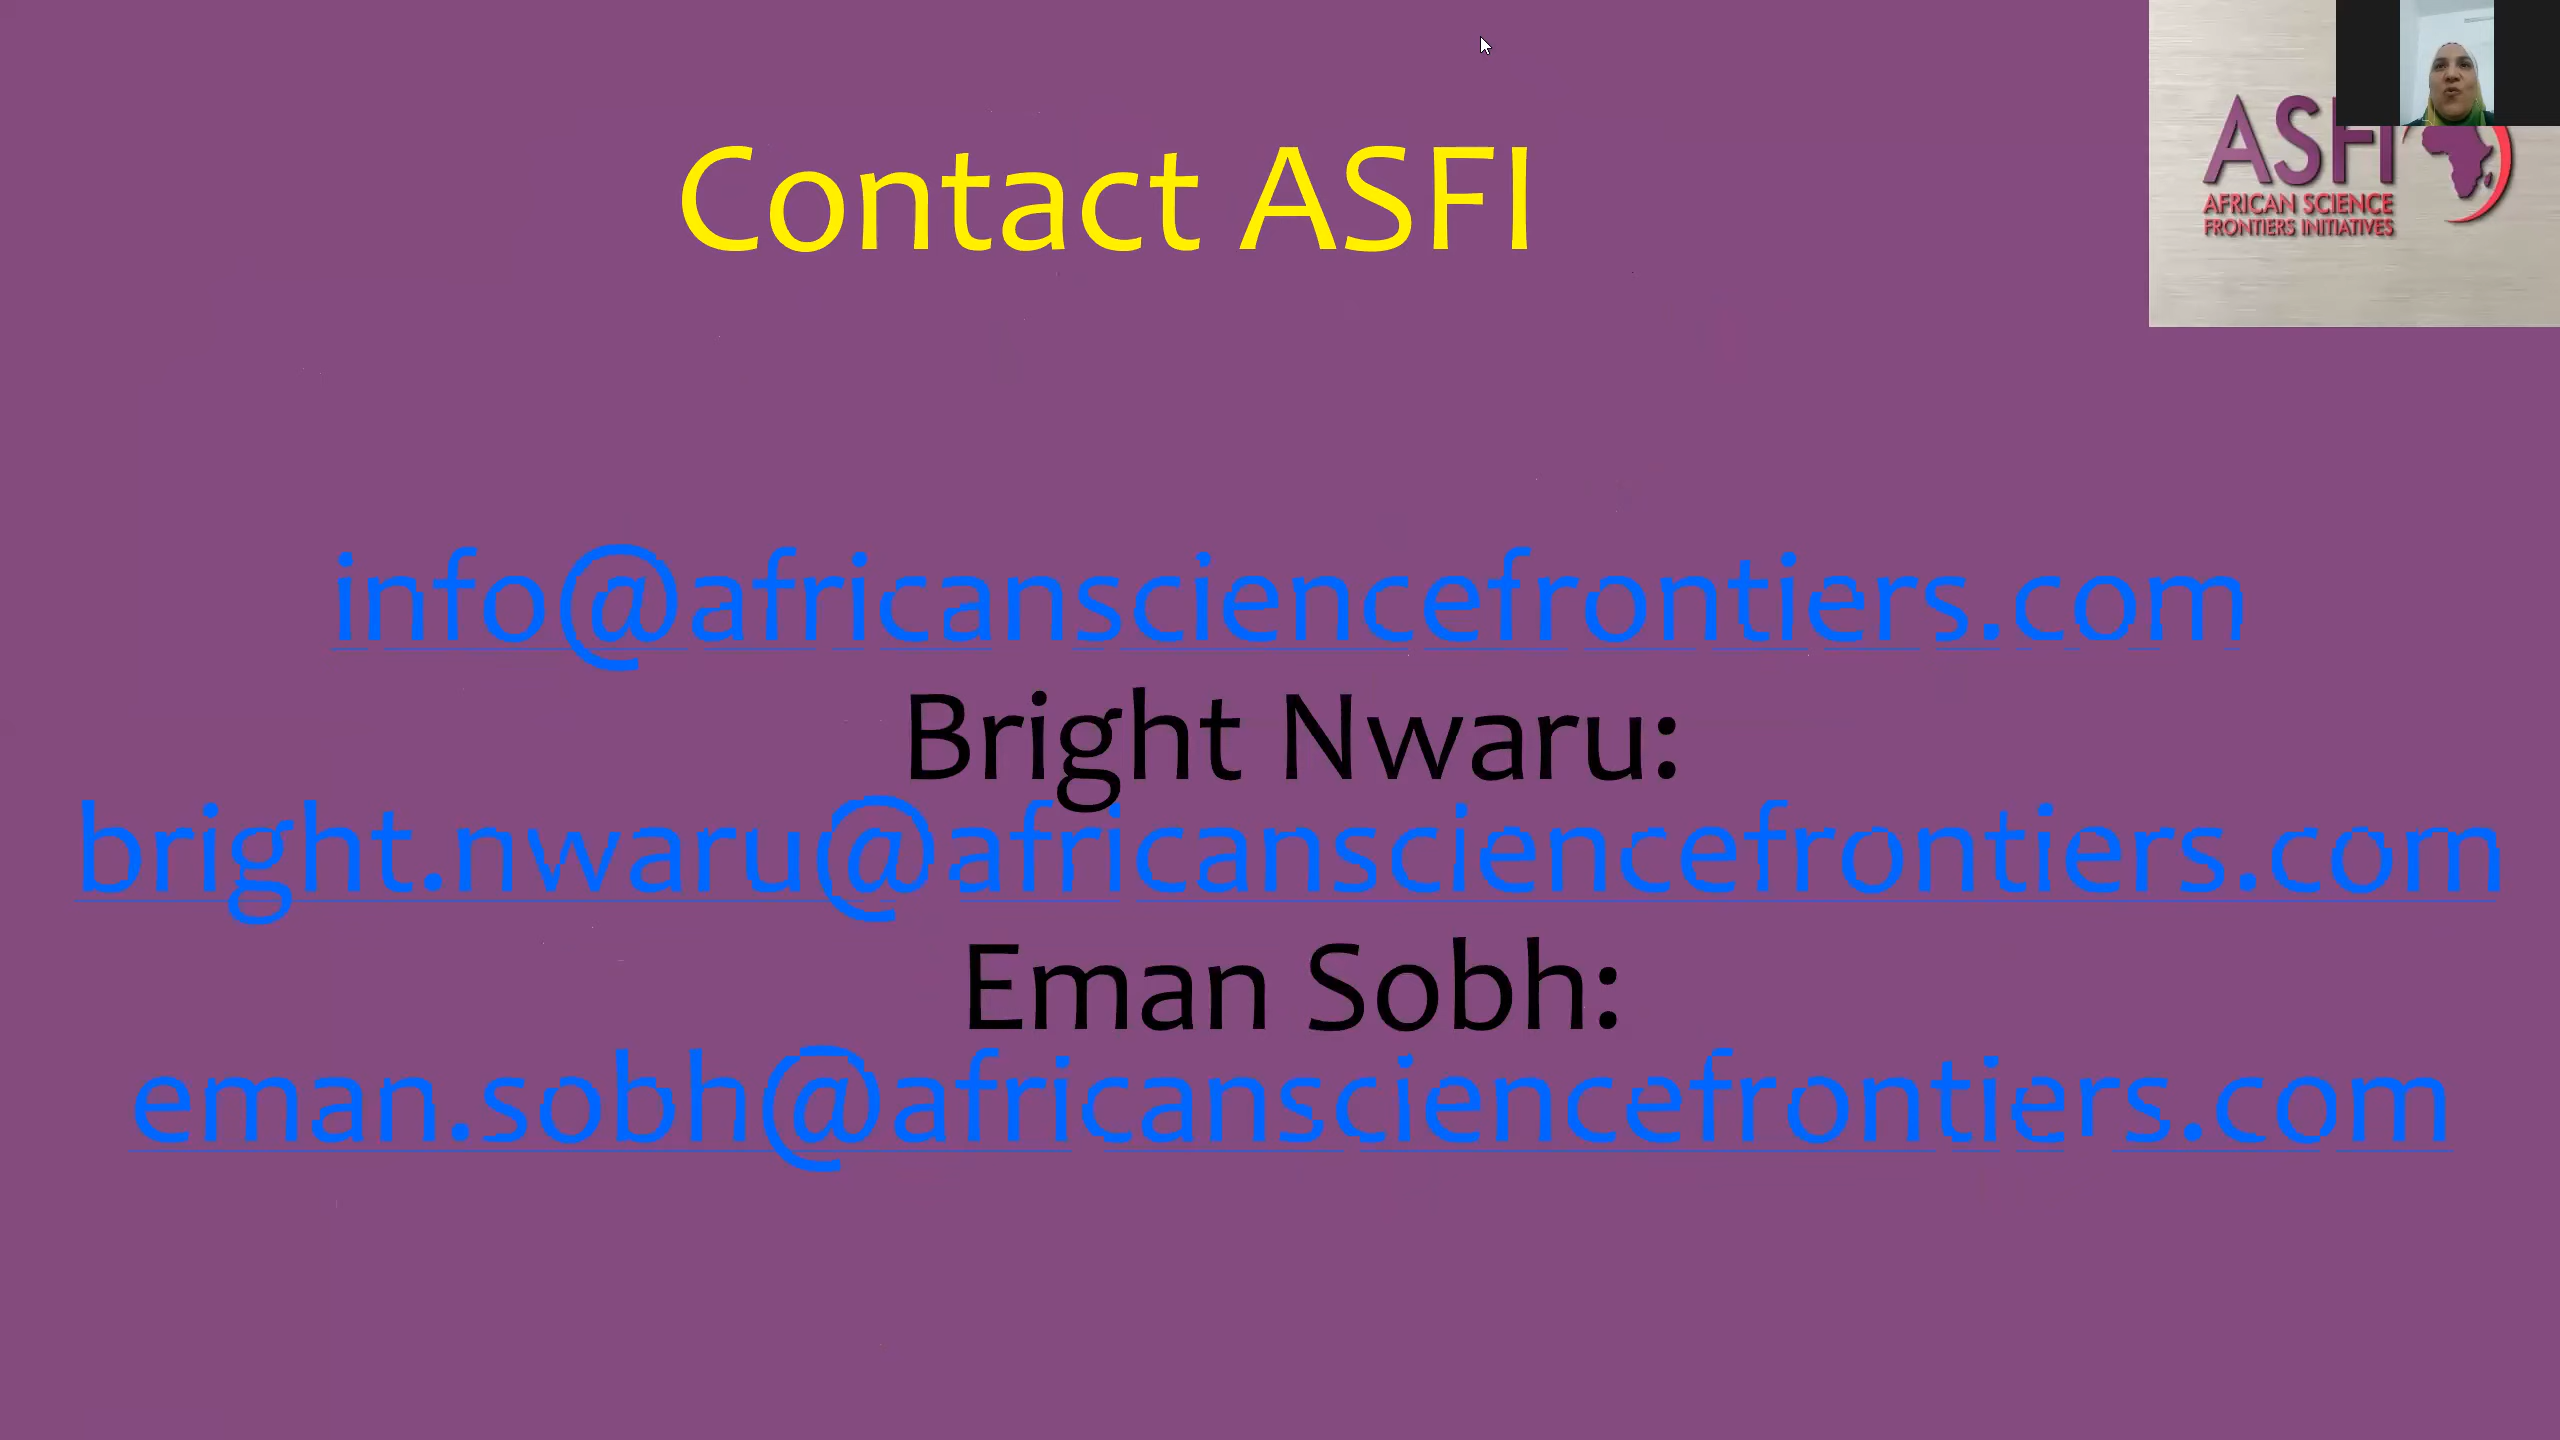 Contact ASFI
ASFI
AFRICAN SCIENCE
FRONTIERS INITIATIVES
info@africansciencefrontiers.com
Bright Nwaru:
bright.nwaru@africansciencefrontiers.com
Eman Sobh:
eman.sobh@africansciencefrontiers.com